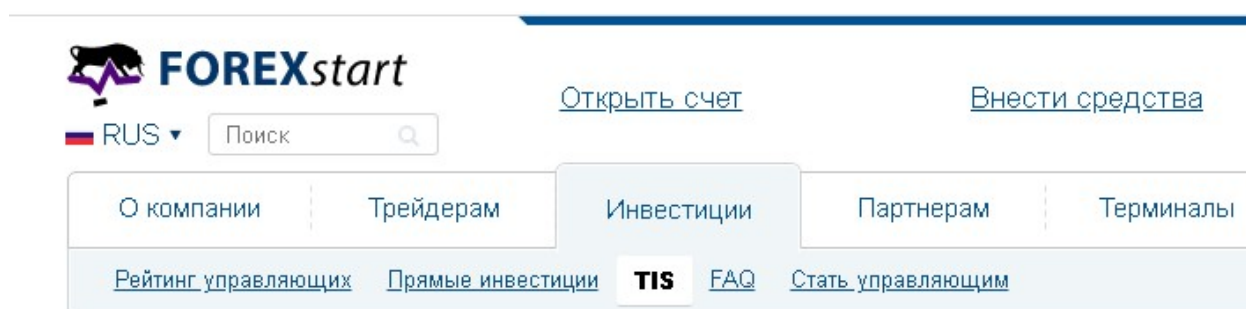 FOREXstart
Открыть счет Внести средства
RUS Поиск
О компании Трейдерам Инвестиции Партнерам Терминалы
Рейтинг управляющих Прямые инвестиции TIS FAQ Стать управляющим